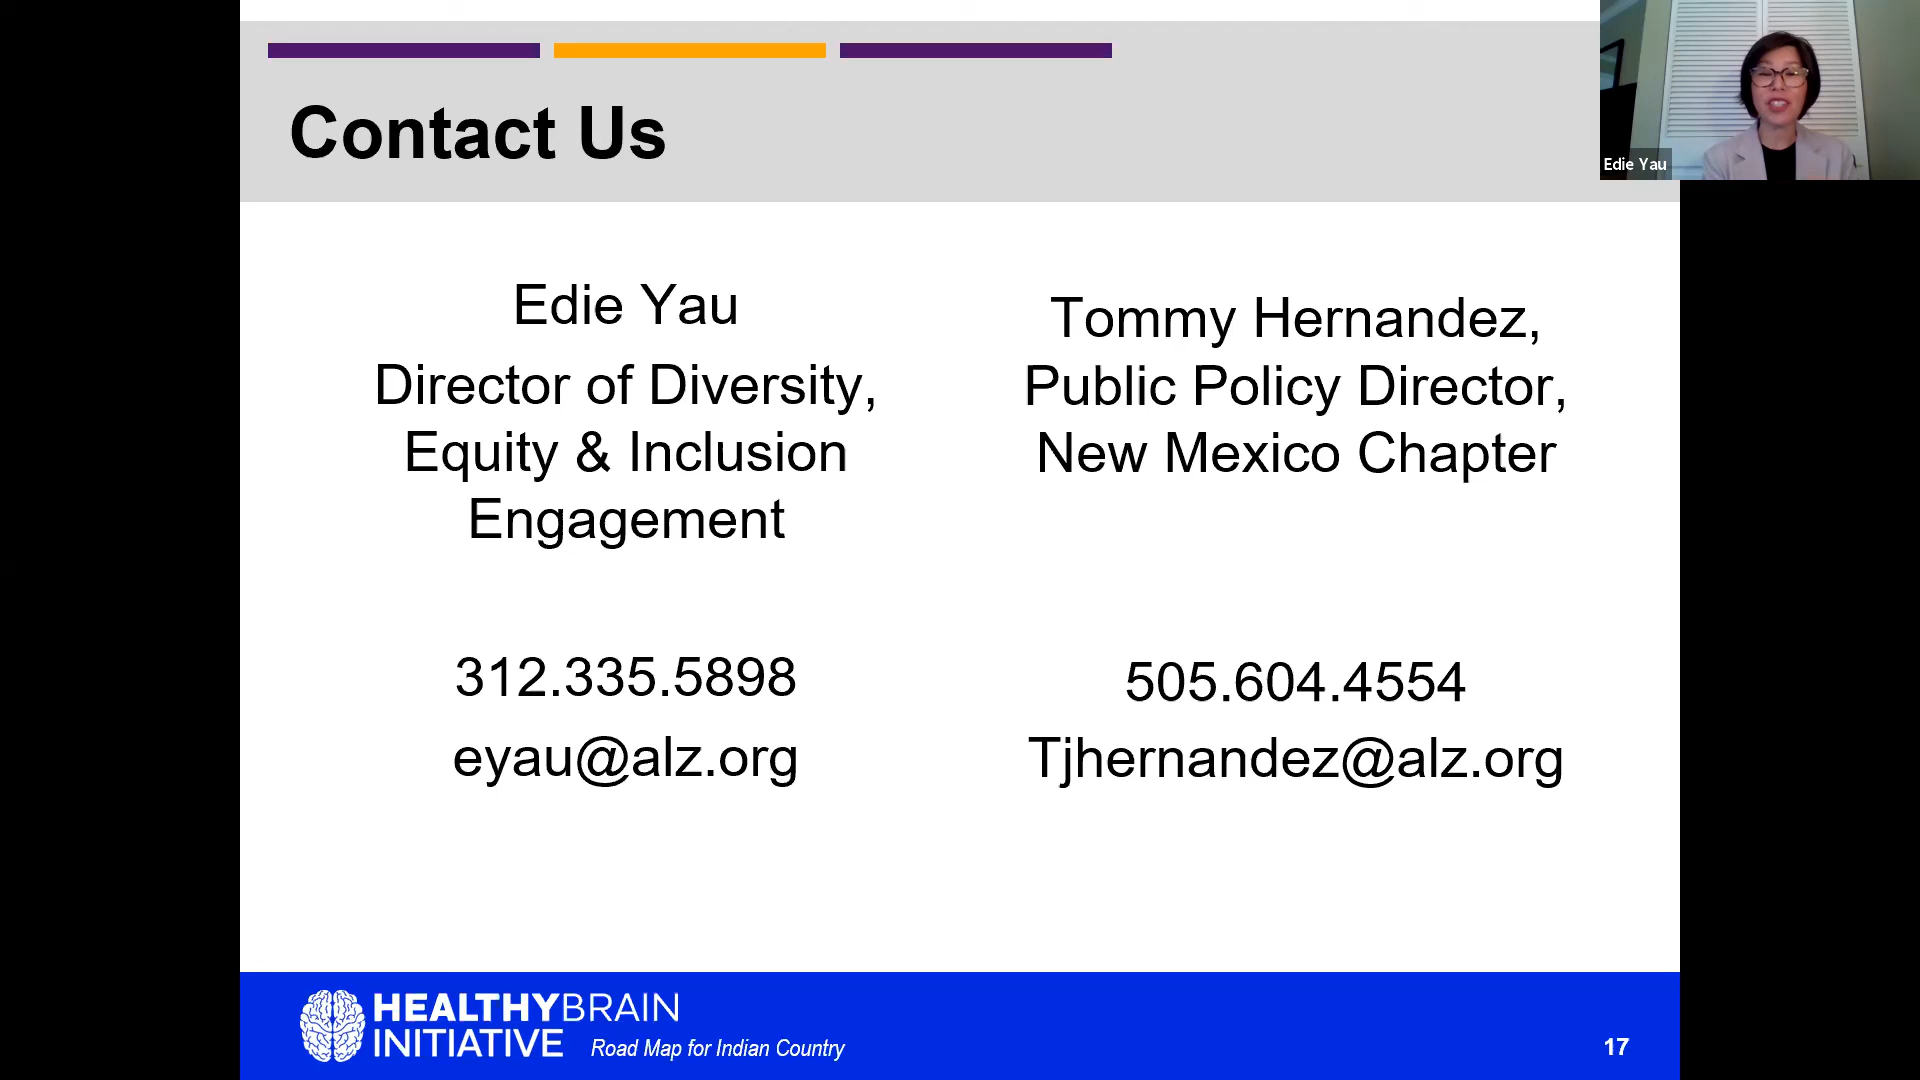 Contact Us
Edie Yau
Edie Yau
Director of Diversity,
Equity & Inclusion
Engagement
312.335.5898
eyau@alz.org
Tommy Hernandez,
Public Policy Director,
New Mexico Chapter
505.604.4554
Tjhernandez@alz.org
HEALTHYBRAIN
INITIATIVE Road Map for Indian Country
17